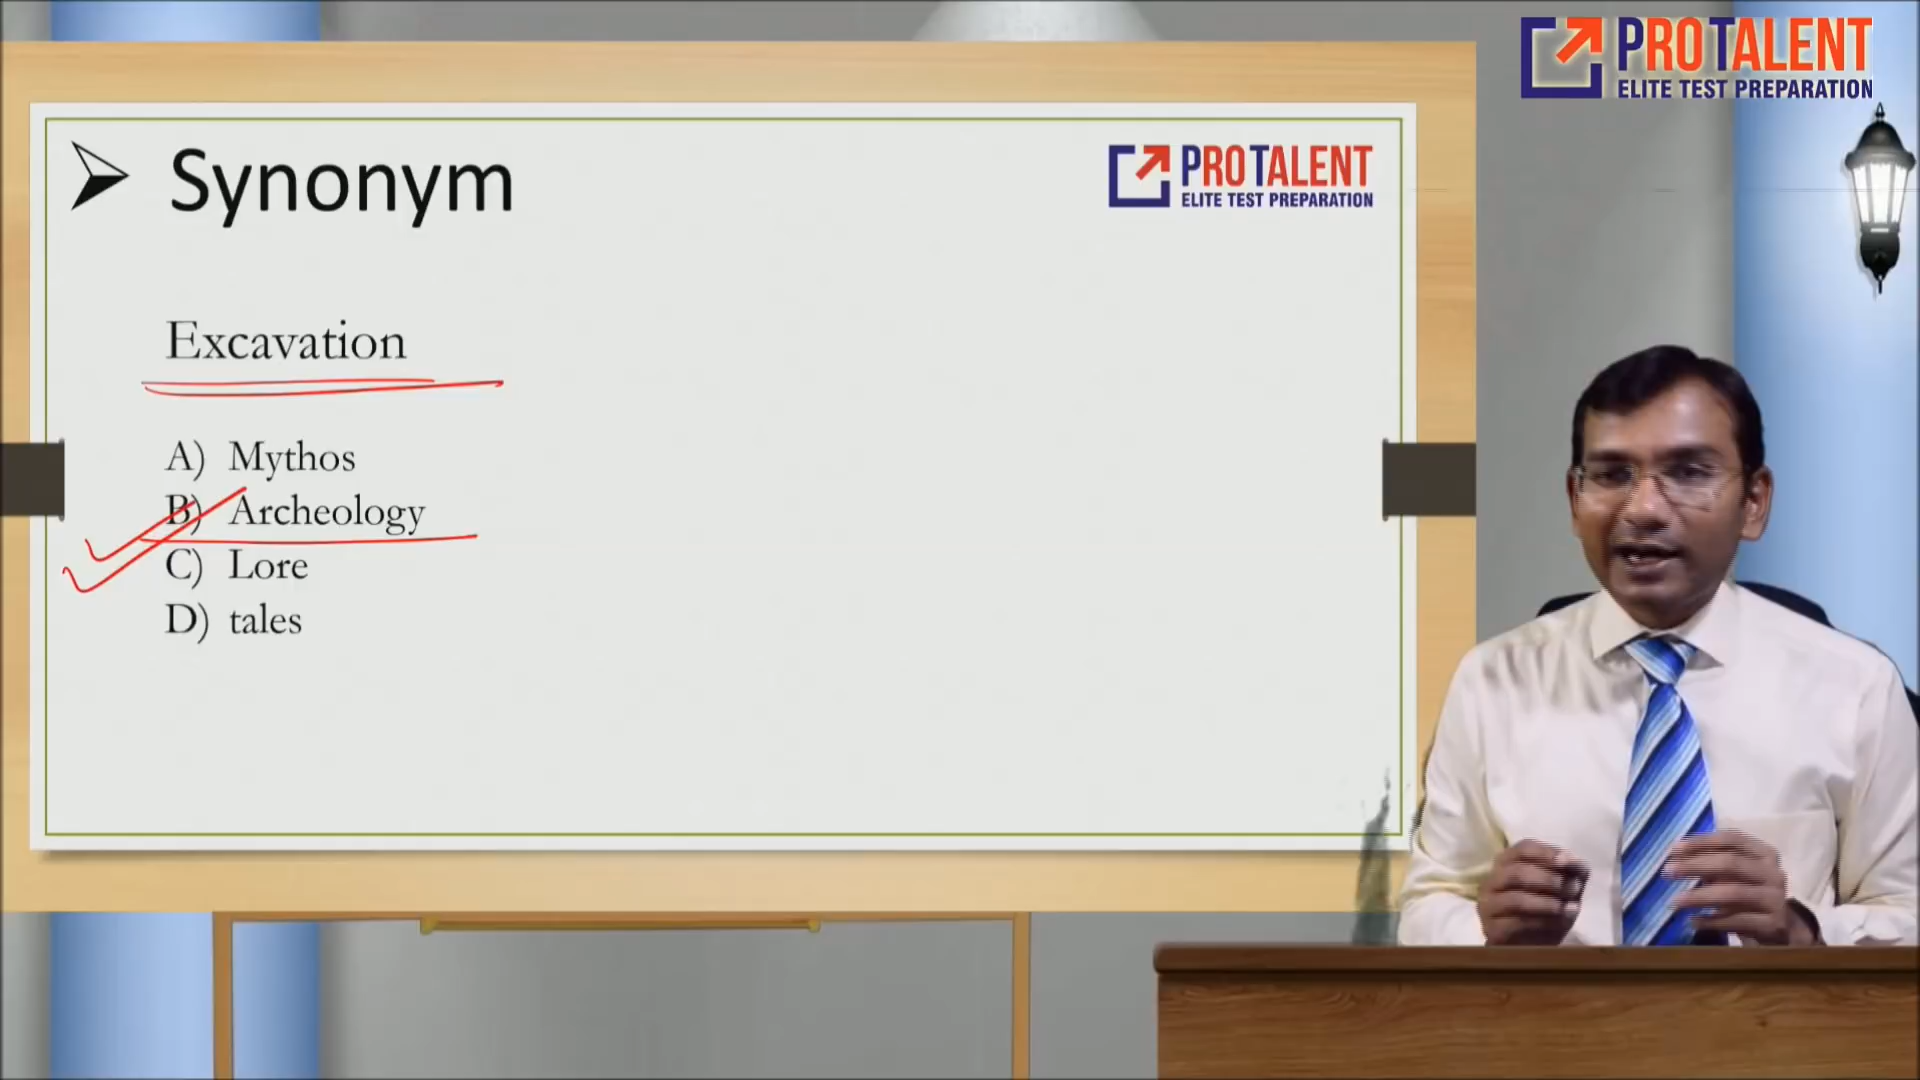 PROTALENT
ELITE TEST PREPARATION
Synonym
PROTALENT
ELITE TEST PREPARATION
Excavation
A) Mythos
B) Archeology
C) Lore
D) tales